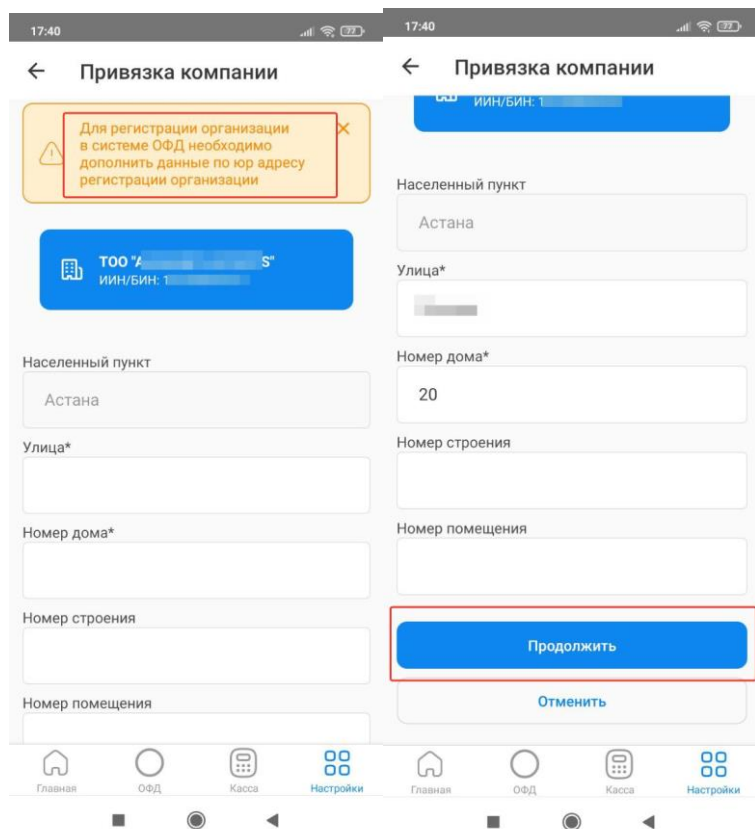 17:40
77
Привязка компании
Для регистрации организации
в системе ОФД необходимо
дополнить данные по юр адресу
регистрации организации
ТОО "А S"
ИИН/БИН: 1
Населенный пункт
Астана
Улица*
Номер дома*
Номер строения
Номер помещения
Главная
ОФД
Касса
Настройки
17:40
77
Привязка компании
ИИН/БИН: 1
Населенный пункт
Астана
Улица*
Номер дома*
20
Номер строения
Номер помещения
Продолжить
Отменить
Главная
ОФД
Касса
Настройки